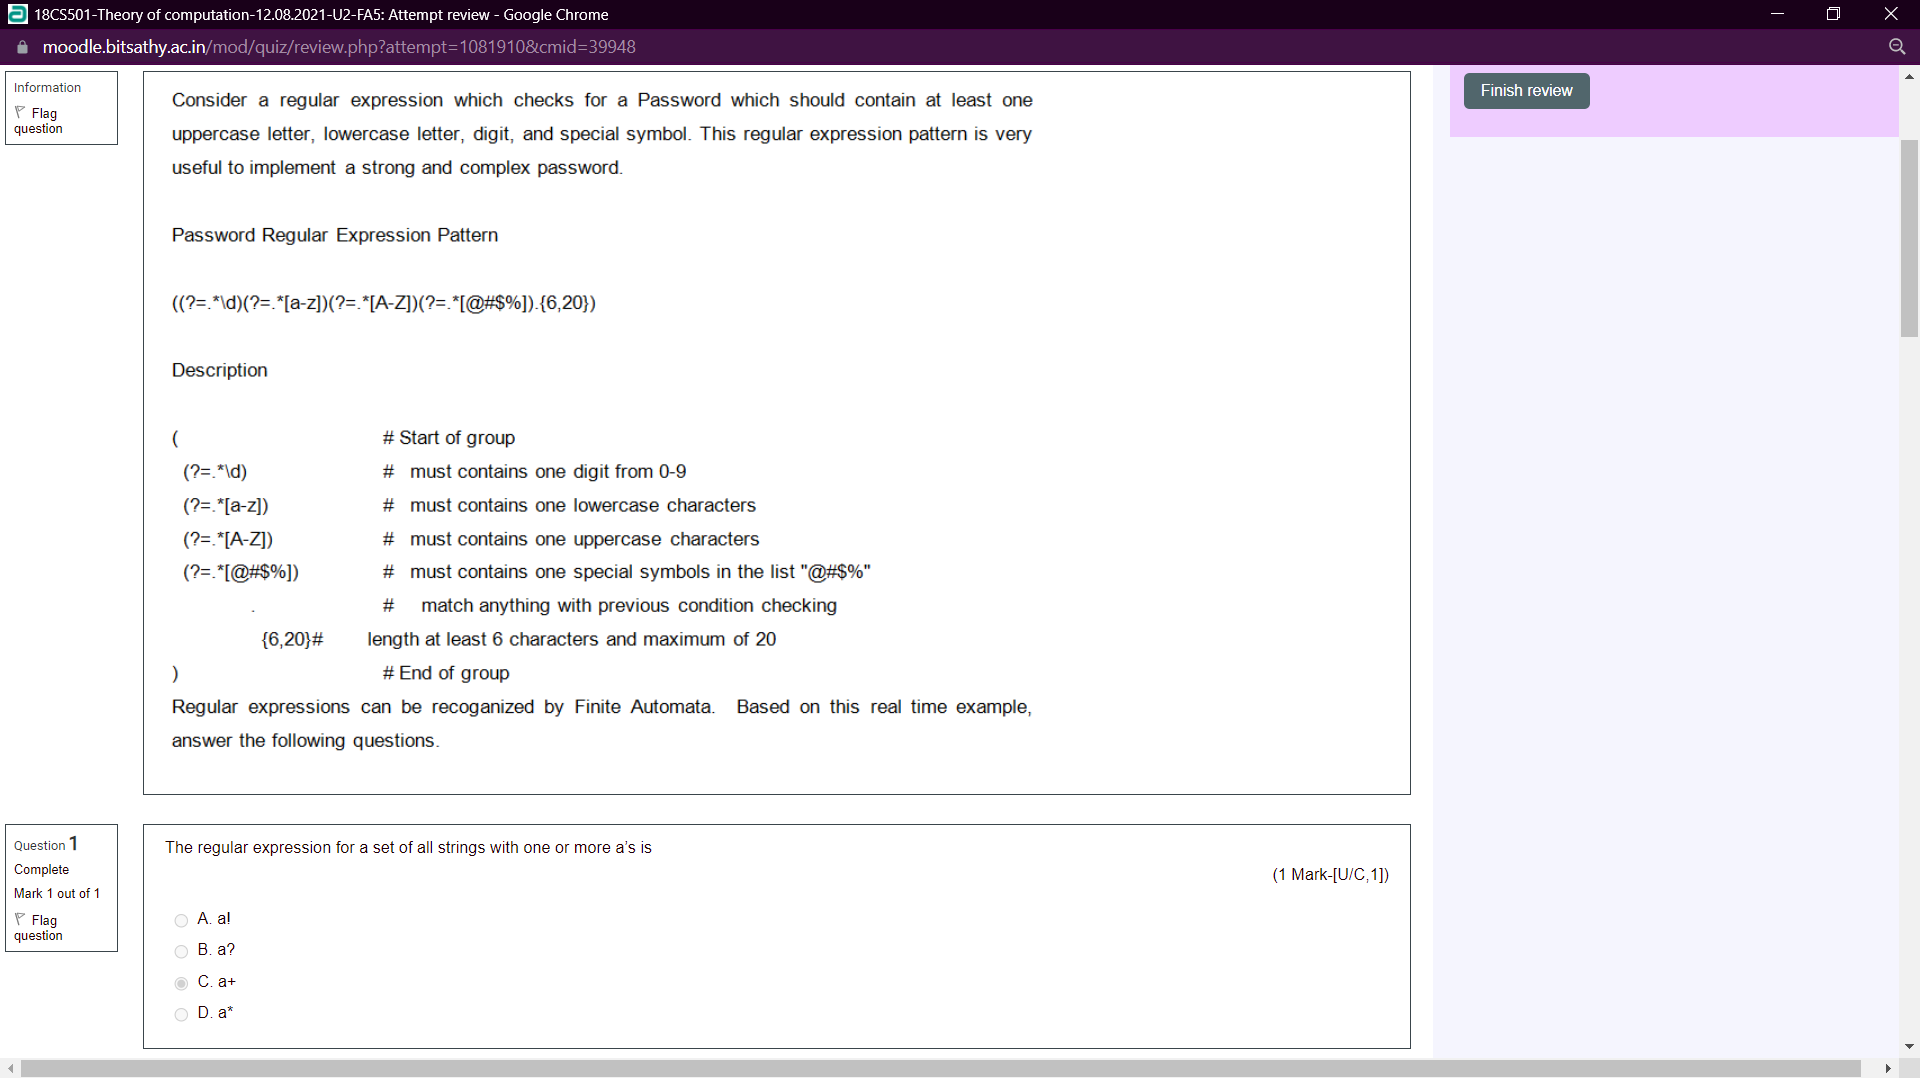 18CS501-Theory of computation-12.08.2021-U2-FA5: Attempt review - Google Chrome
moodle.bitsathy.ac.in/mod/quiz/review.php?attempt=1081910&cmid=39948
Information
Flag
question
Finish review
Consider a regular expression which checks for a Password which should contain at least one
uppercase letter, lowercase letter, digit, and special symbol. This regular expression pattern is very
useful to implement a strong and complex password.
Password Regular Expression Pattern
((?=.*\d)(?=.*[a-z])(?=.*[A-Z])(?=.*[@#$%]).{6,20})
Description
( # Start of group
(?=.*\d) # must contains one digit from 0-9
(?=.*[a-z]) # must contains one lowercase characters
(?=.*[A-Z]) # must contains one uppercase characters
(?=.*[@#$%]) # must contains one special symbols in the list "@#$%"
. # match anything with previous condition checking
{6,20}# length at least 6 characters and maximum of 20
) # End of group
Regular expressions can be recoganized by Finite Automata. Based on this real time example,
answer the following questions.
Question 1
Complete
Mark 1 out of 1
Flag
question
The regular expression for a set of all strings with one or more a's is
(1 Mark-[U/C,1])
A. a!
B. a?
C. a+
D. a*